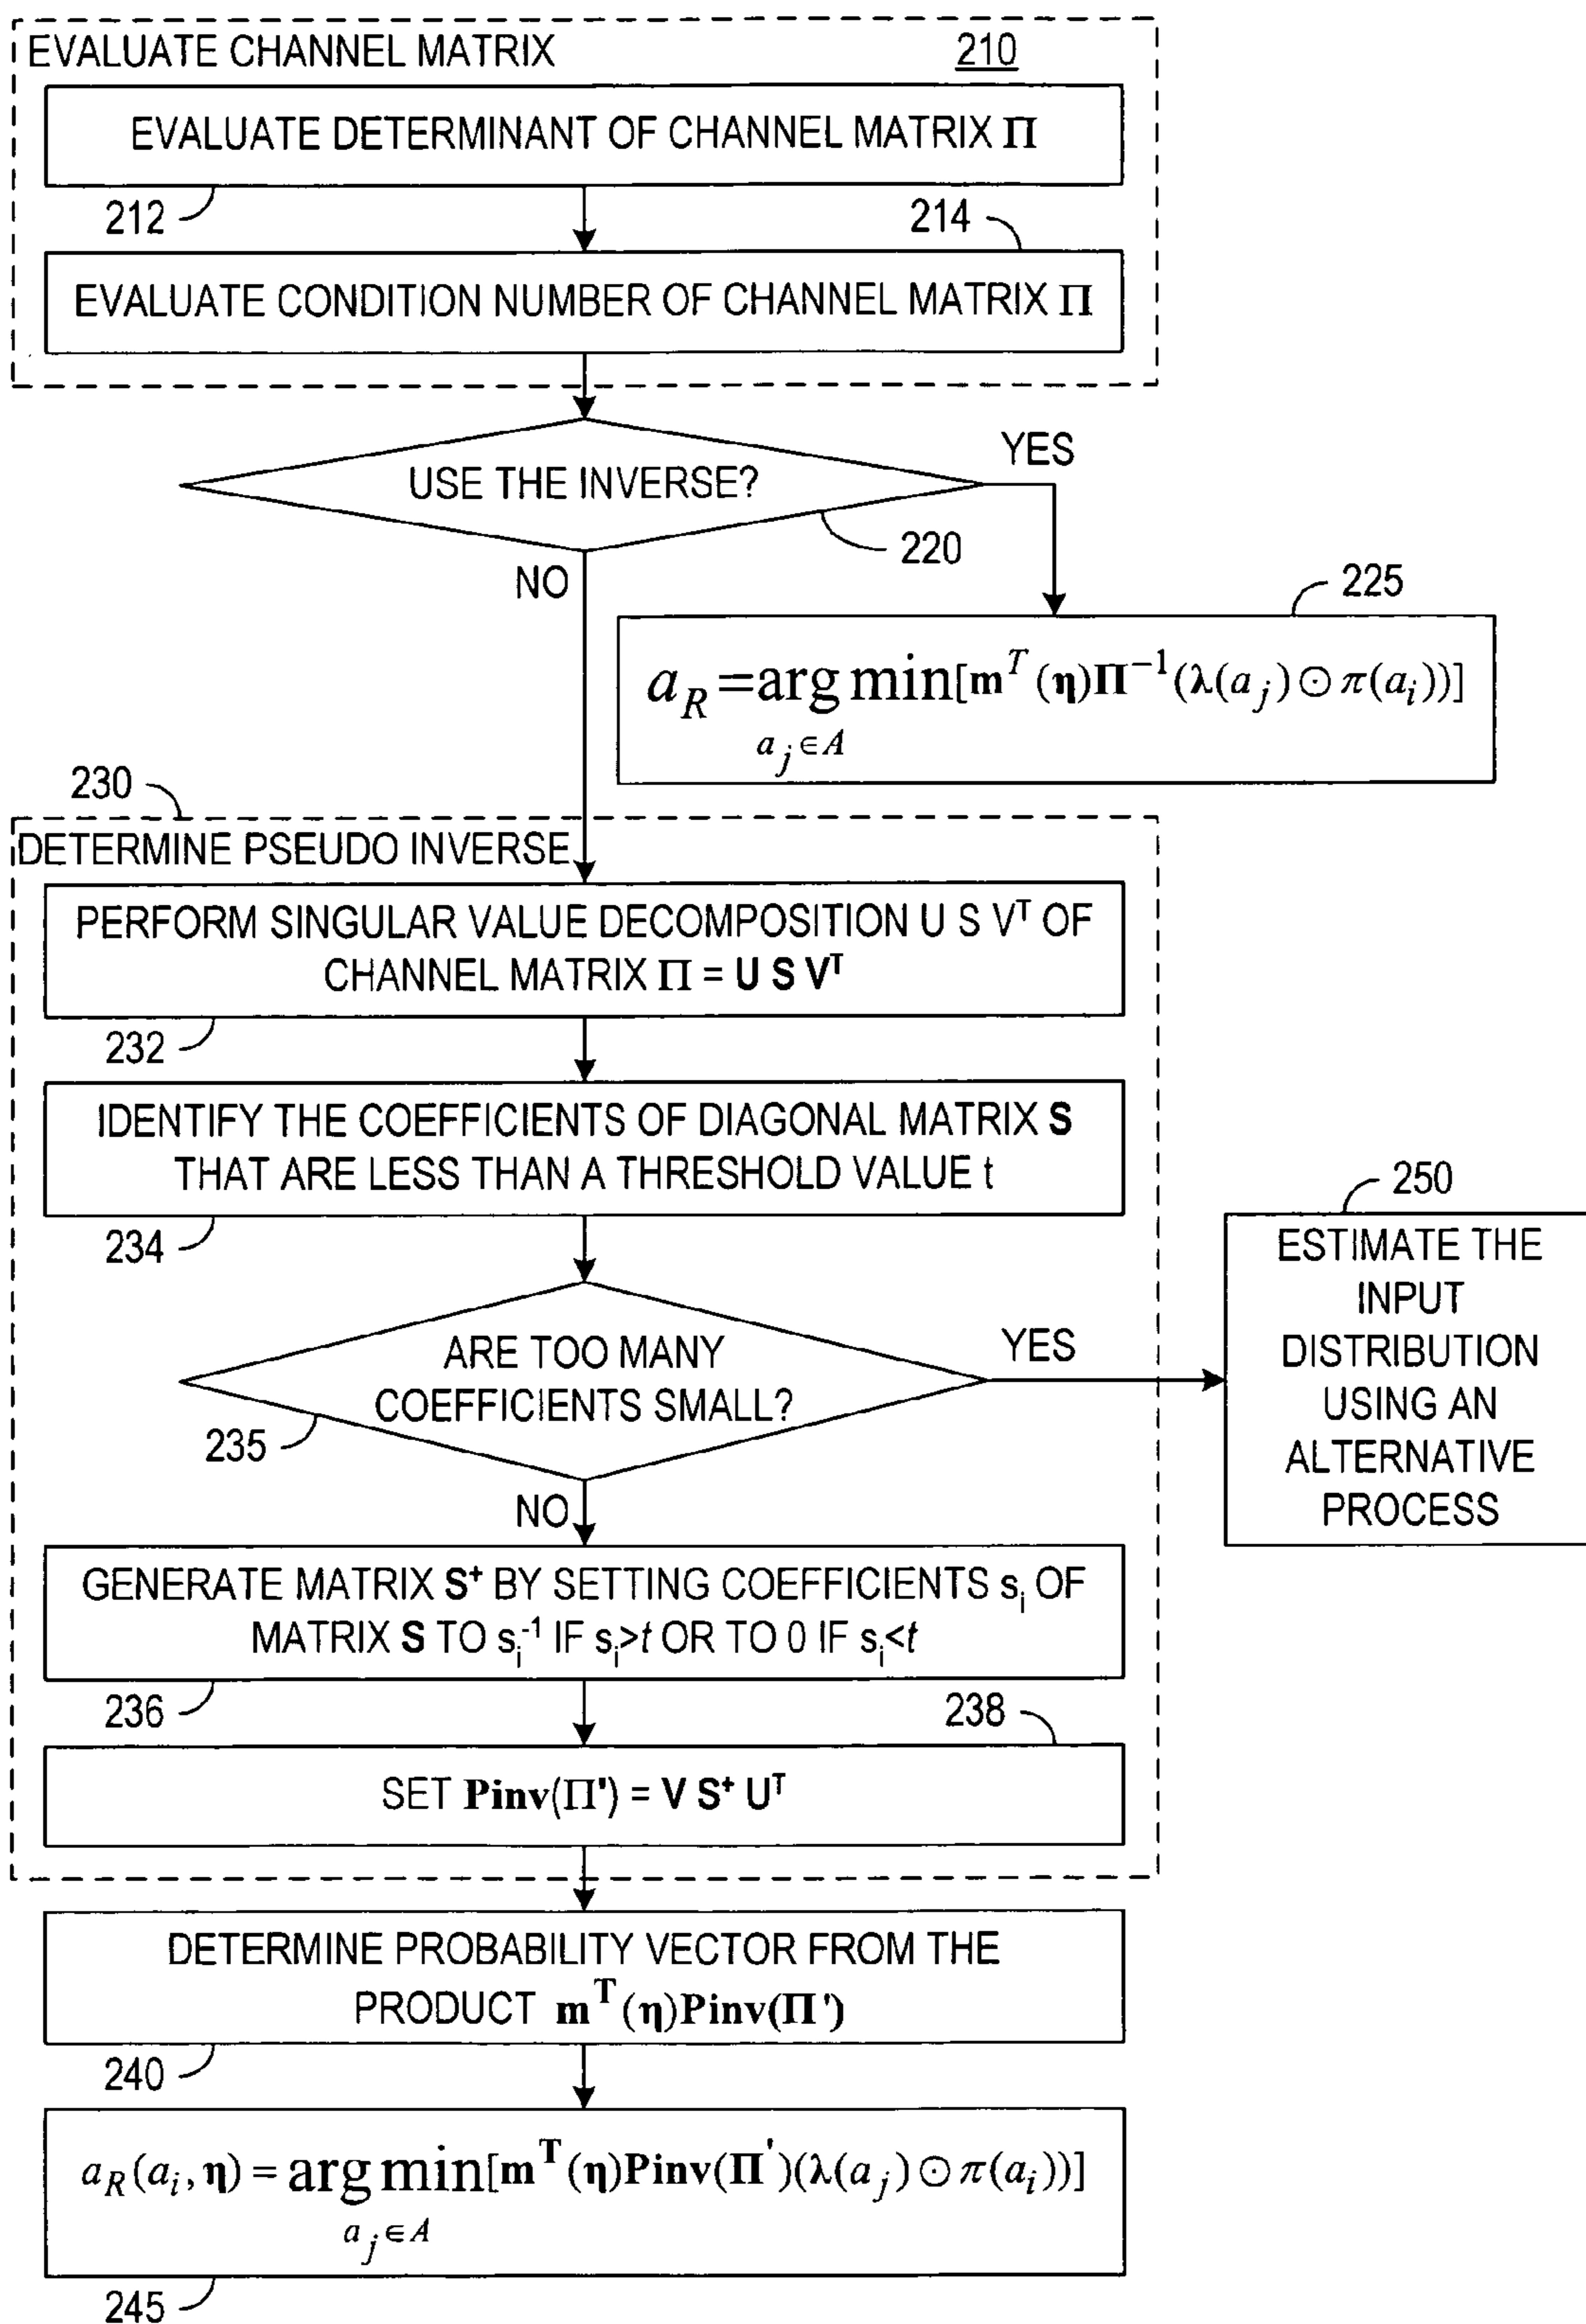 EVALUATE CHANNEL MATRIX 210
EVALUATE DETERMINANT OF CHANNEL MATRIX Π
212
214
EVALUATE CONDITION NUMBER OF CHANNEL MATRIX Π
USE THE INVERSE?
YES
220
NO
225
a_R = arg min[m^T (η)Π^{-1}(λ(a_j) ⊙ π(a_i))]
a_j ∈ A
230
DETERMINE PSEUDO INVERSE
PERFORM SINGULAR VALUE DECOMPOSITION U S V^T OF
CHANNEL MATRIX Π = U S V^T
232
IDENTIFY THE COEFFICIENTS OF DIAGONAL MATRIX S
THAT ARE LESS THAN A THRESHOLD VALUE t
234
ARE TOO MANY
COEFFICIENTS SMALL?
YES
235
NO
250
ESTIMATE THE
INPUT
DISTRIBUTION
USING AN
ALTERNATIVE
PROCESS
GENERATE MATRIX S⁺ BY SETTING COEFFICIENTS s_i OF
MATRIX S TO s_i^{-1} IF s_i>t OR TO 0 IF s_i<t
236
238
SET Pinv(Π') = V S⁺ U^T
DETERMINE PROBABILITY VECTOR FROM THE
PRODUCT m^T(η)Pinv(Π')
240
a_R(a_i, η) = arg min[m^T(η)Pinv(Π')(λ(a_j) ⊙ π(a_i))]
a_j ∈ A
245